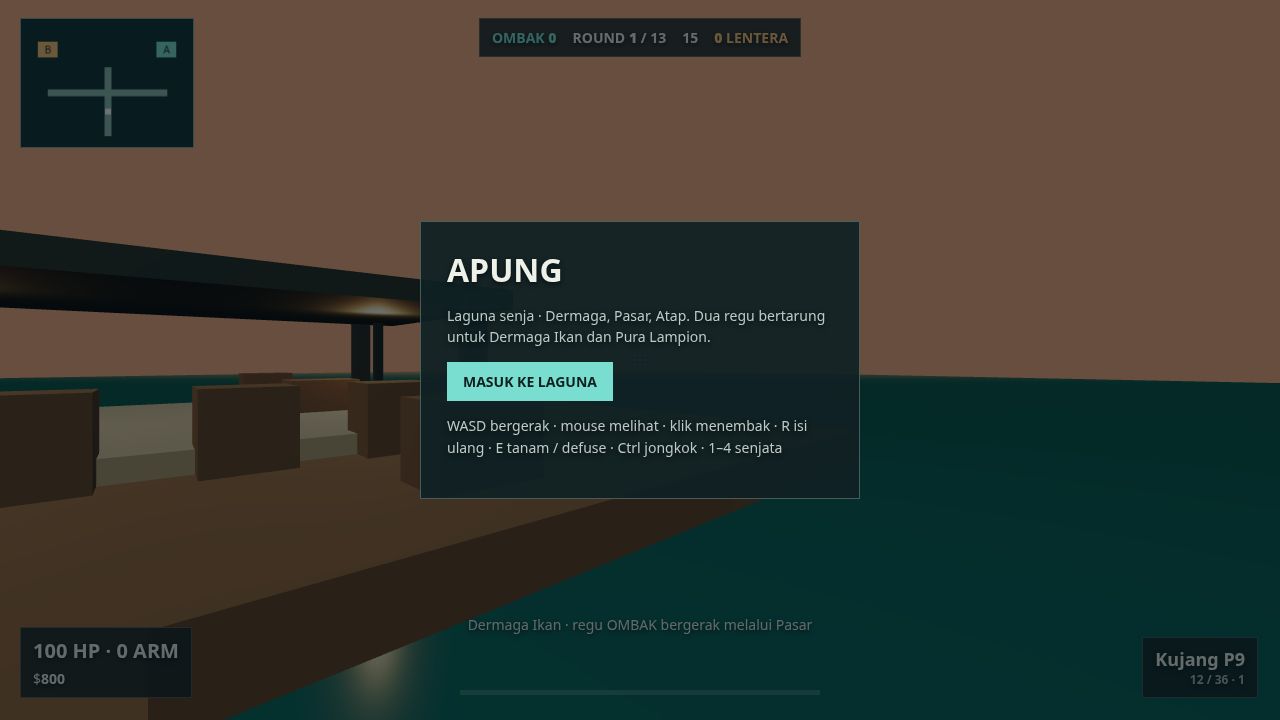 B
A
OMBAK 0 ROUND 1 / 13 15 0 LENTERA
APUNG
Laguna senja · Dermaga, Pasar, Atap. Dua regu bertarung
untuk Dermaga Ikan dan Pura Lampion.
MASUK KE LAGUNA
WASD bergerak · mouse melihat · klik menembak · R isi
ulang · E tanam / defuse · Ctrl jongkok · 1–4 senjata
Dermaga Ikan · regu OMBAK bergerak melalui Pasar
100 HP · 0 ARM
$800
Kujang P9
12 / 36 · 1